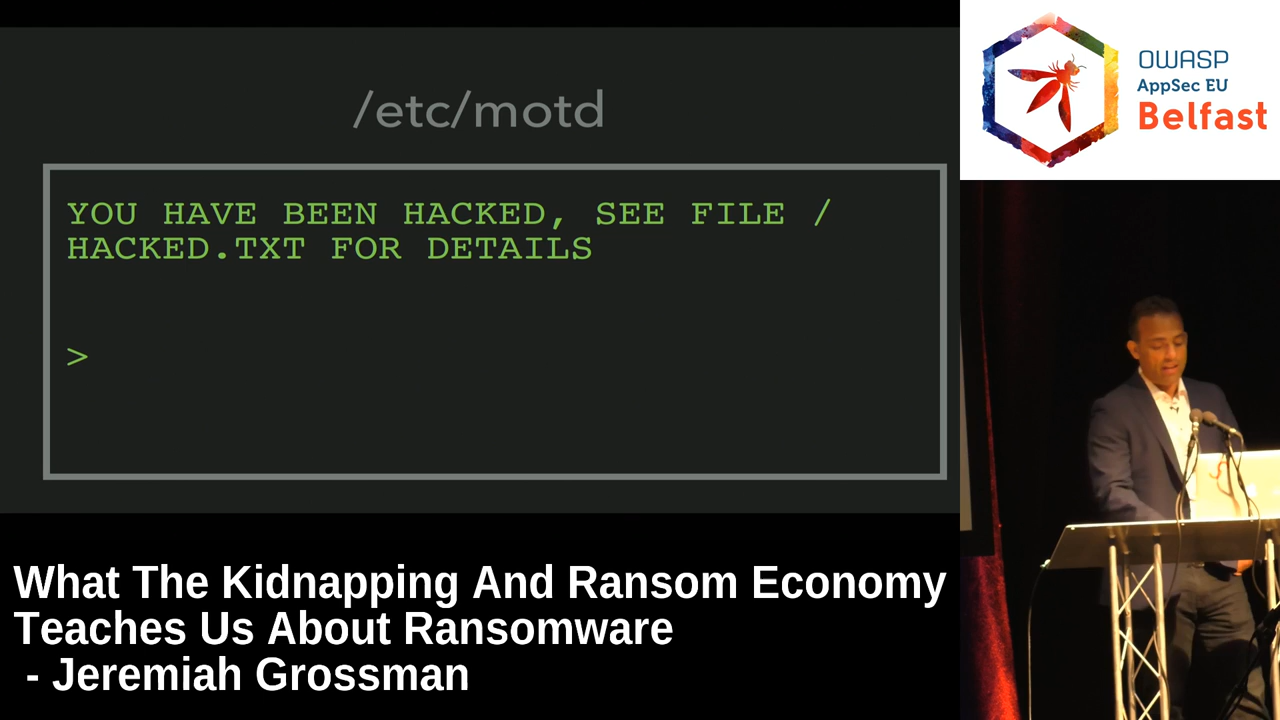 /etc/motd
YOU HAVE BEEN HACKED, SEE FILE /
HACKED.TXT FOR DETAILS
>
What The Kidnapping And Ransom Economy
Teaches Us About Ransomware
- Jeremiah Grossman
OWASP
AppSec EU
Belfast